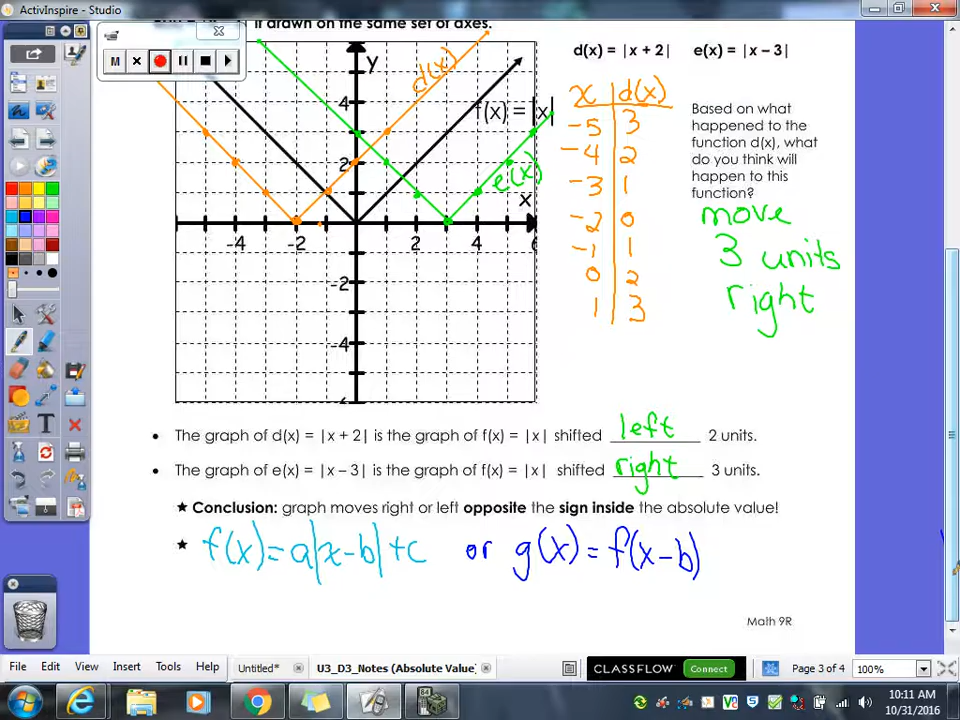 ActivInspire - Studio
if drawn on the same set of axes.
M
d(x) = |x + 2|   e(x) = |x – 3|
y
d(x)
f(x) = |x|
e(x)
x
4
2
-4 -2 2 4 6
-2
-4
x | d(x)
-5 | 3
-4 | 2
-3 | 1
-2 | 0
-1 | 1
0 | 2
1 | 3
Based on what
happened to the
function d(x), what
do you think will
happen to this
function?
move
3 units
right
• The graph of d(x) = |x + 2| is the graph of f(x) = |x| shifted left 2 units.
• The graph of e(x) = |x – 3| is the graph of f(x) = |x| shifted right 3 units.
★ Conclusion: graph moves right or left opposite the sign inside the absolute value!
★ f(x)=a|x-b|+c or g(x)=f(x-b)
Math 9R
File Edit View Insert Tools Help
Untitled*
U3_D3_Notes (Absolute Value
CLASSFLOW Connect
Page 3 of 4
100%
10:11 AM
10/31/2016